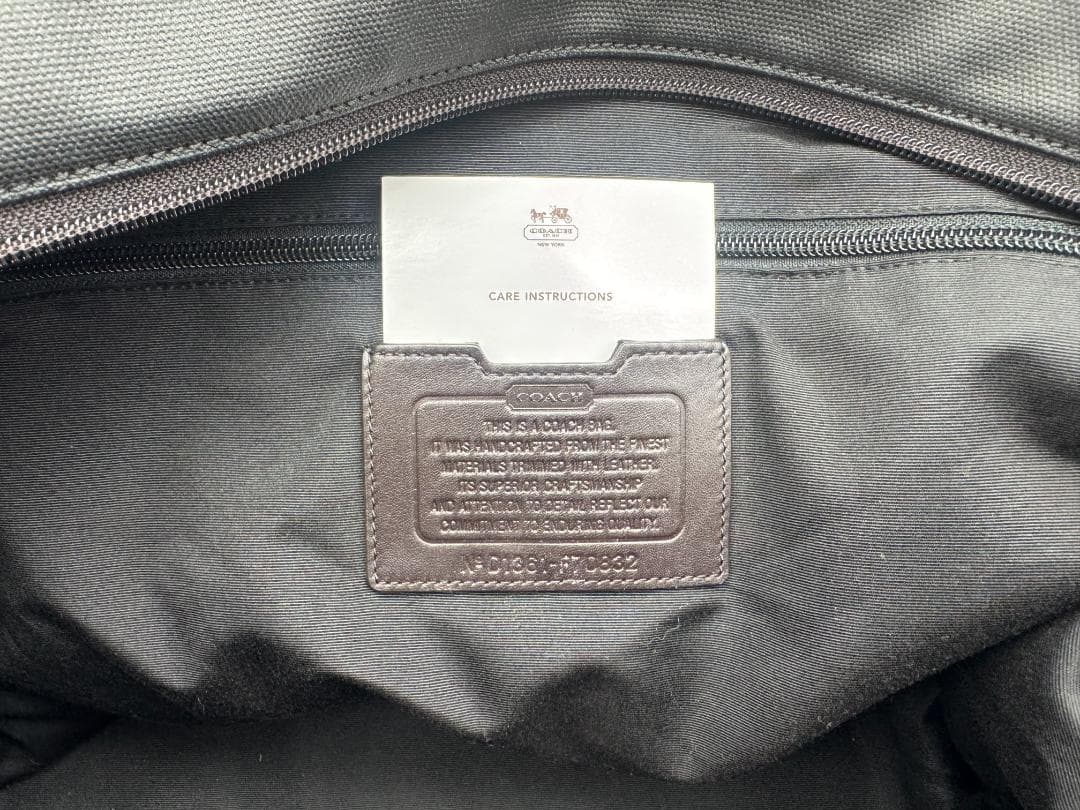 COACH
EST. 1941
NEW YORK
CARE INSTRUCTIONS
COACH
THIS IS A COACH BAG.
IT WAS HANDCRAFTED FROM THE FINEST
MATERIALS TRIMMED WITH LEATHER.
ITS SUPERIOR CRAFTSMANSHIP
AND ATTENTION TO DETAIL REFLECT OUR
COMMITMENT TO ENDURING QUALITY.
Nº D1361-F70832